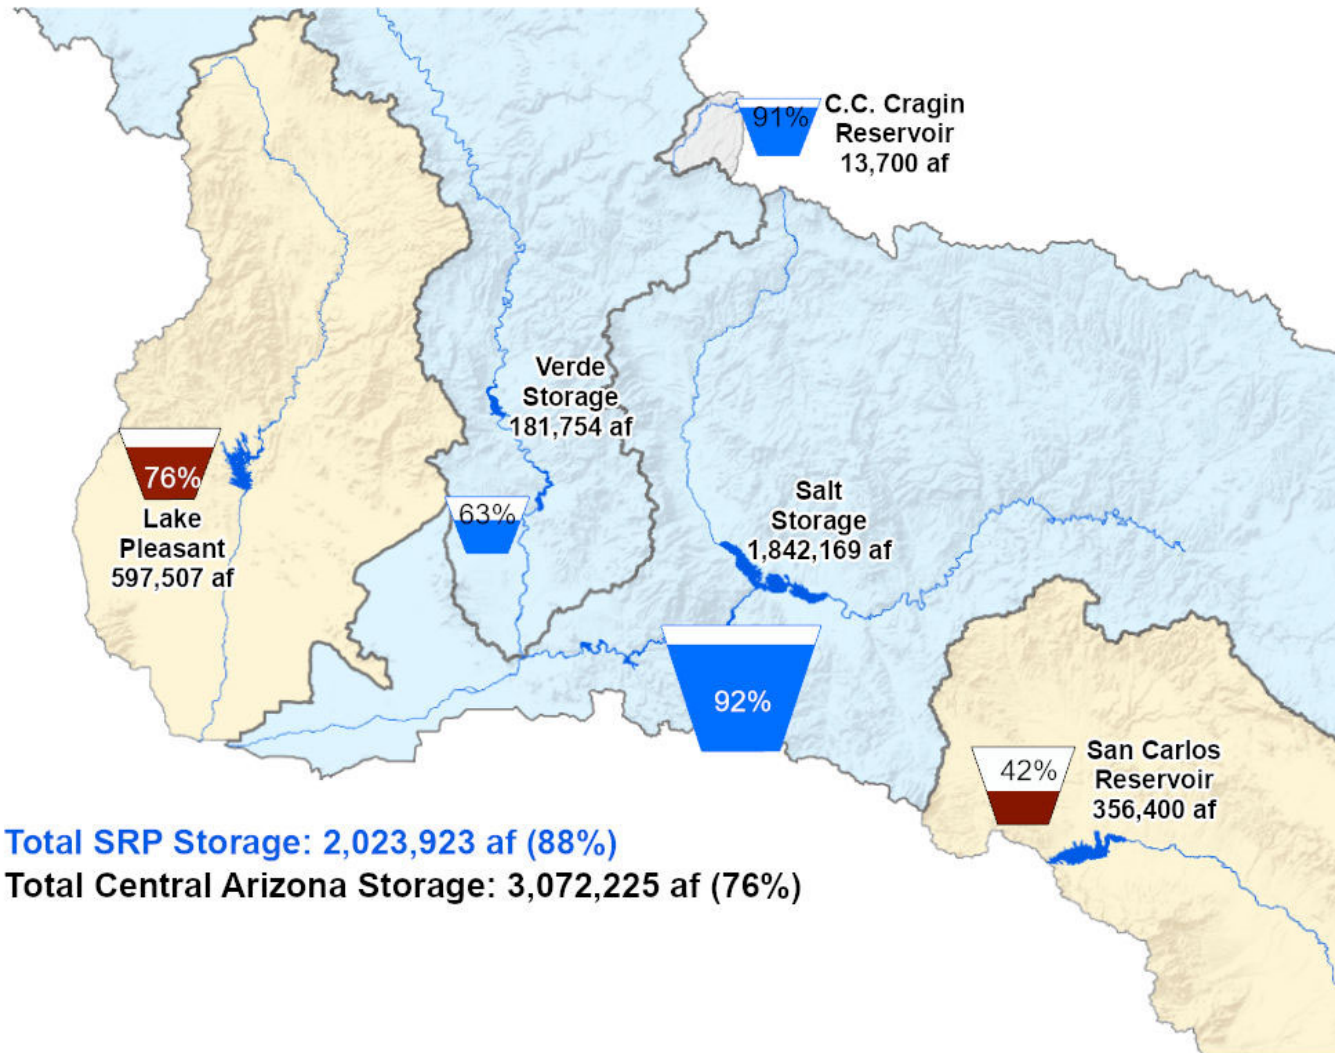 91%
C.C. Cragin
Reservoir
13,700 af
Verde
Storage
181,754 af
76%
Lake
Pleasant
597,507 af
63%
Salt
Storage
1,842,169 af
92%
42%
San Carlos
Reservoir
356,400 af
Total SRP Storage: 2,023,923 af (88%)
Total Central Arizona Storage: 3,072,225 af (76%)